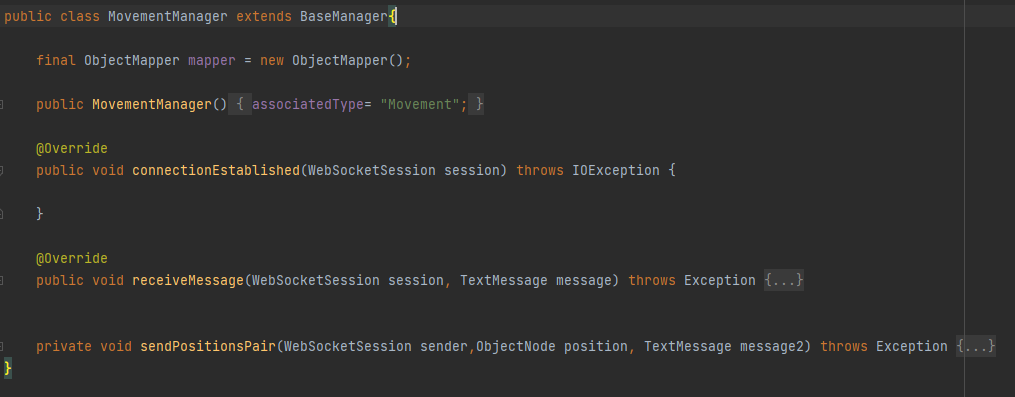 public class MovementManager extends BaseManager{
final ObjectMapper mapper = new ObjectMapper();
public MovementManager() { associatedType= "Movement"; }
@Override
public void connectionEstablished(WebSocketSession session) throws IOException {
}
@Override
public void receiveMessage(WebSocketSession session, TextMessage message) throws Exception {...}
private void sendPositionsPair(WebSocketSession sender,ObjectNode position, TextMessage message2) throws Exception {...}
}